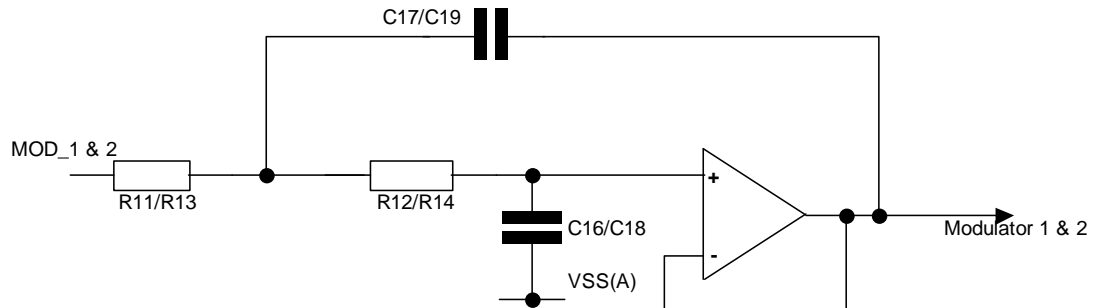 C17/C19
MOD_1 & 2
R11/R13
R12/R14
+
C16/C18
Modulator 1 & 2
-
VSS(A)